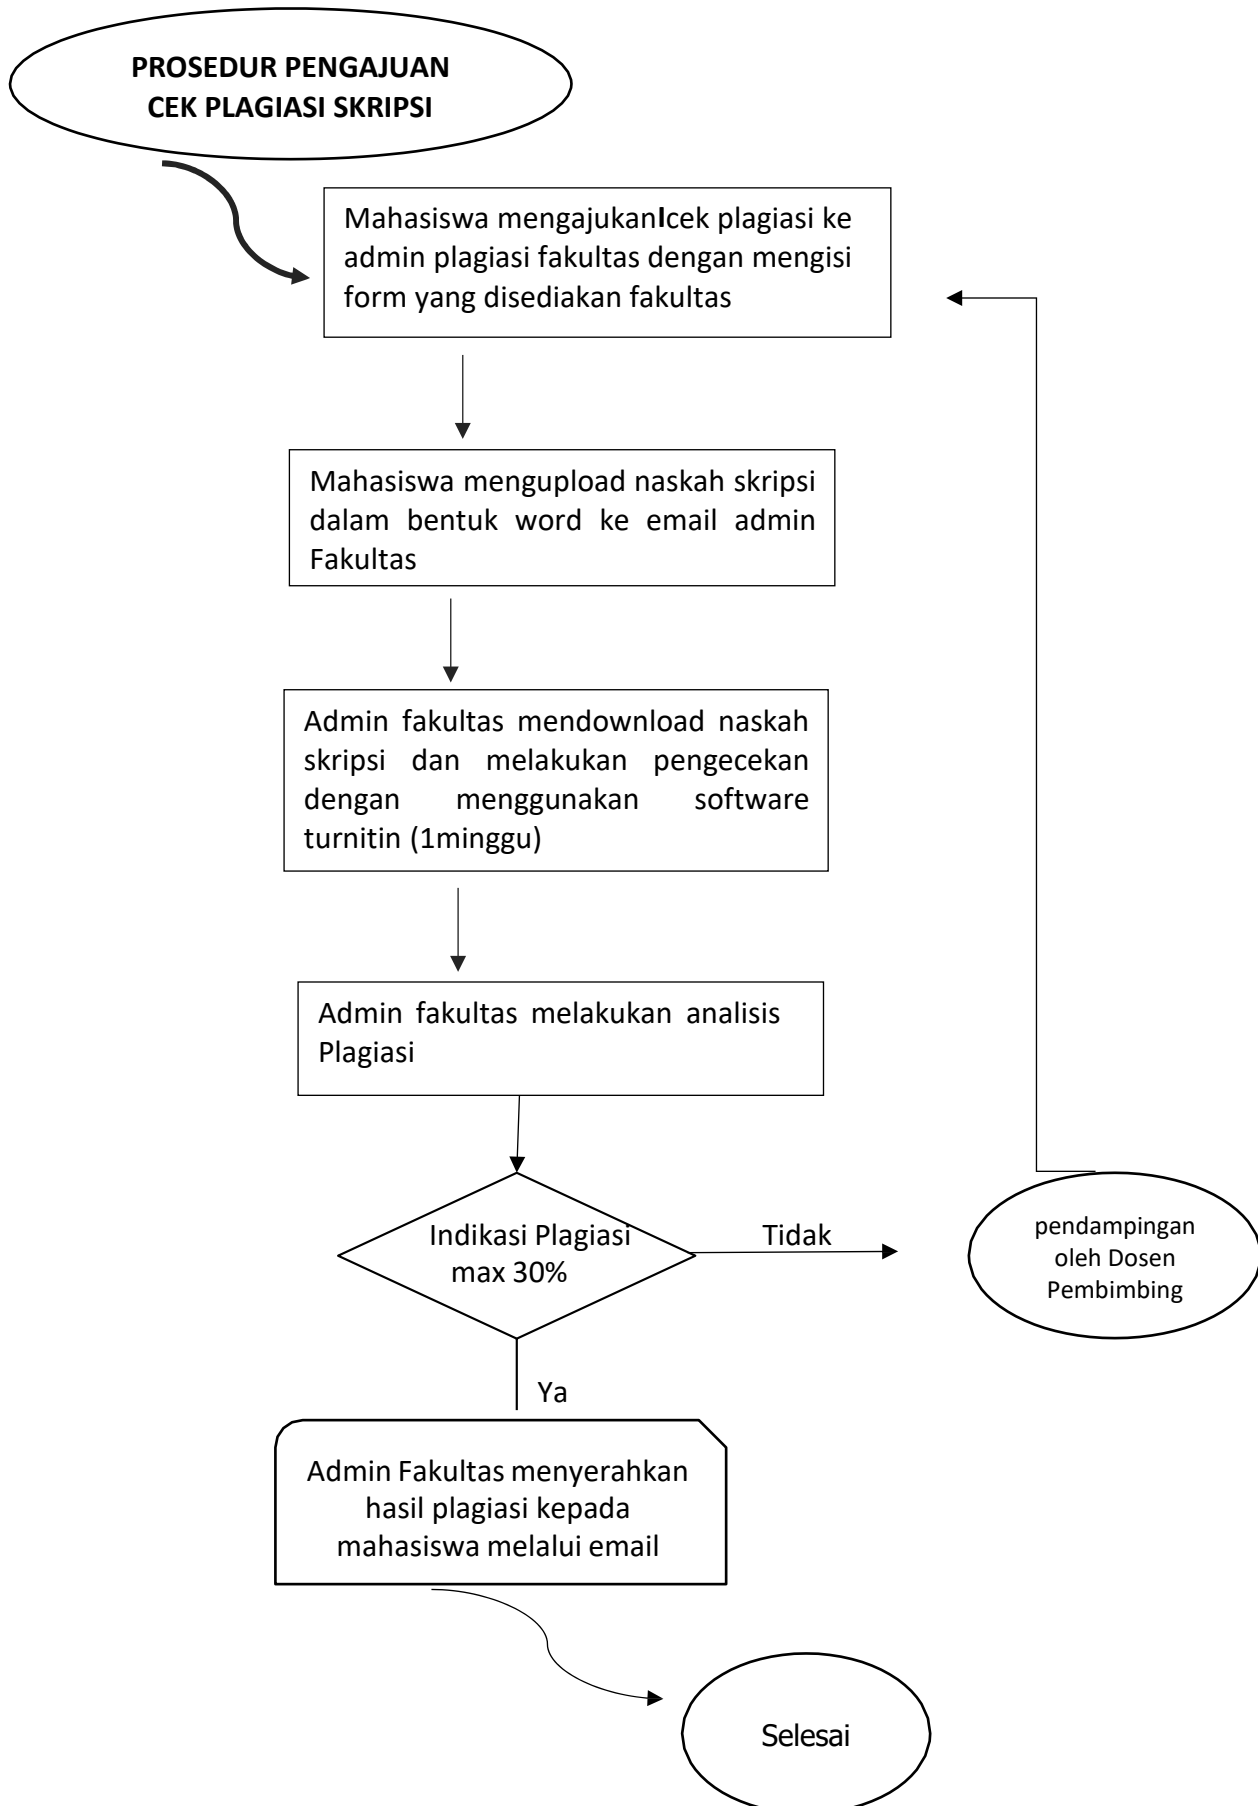 PROSEDUR PENGAJUAN
CEK PLAGIASI SKRIPSI
Mahasiswa mengajukanIcek plagiasi ke
admin plagiasi fakultas dengan mengisi
form yang disediakan fakultas
Mahasiswa mengupload naskah skripsi
dalam bentuk word ke email admin
Fakultas
Admin fakultas mendownload naskah
skripsi dan melakukan pengecekan
dengan menggunakan software
turnitin (1minggu)
Admin fakultas melakukan analisis
Plagiasi
Indikasi Plagiasi
max 30%
Tidak
pendampingan
oleh Dosen
Pembimbing
Ya
Admin Fakultas menyerahkan
hasil plagiasi kepada
mahasiswa melalui email
Selesai